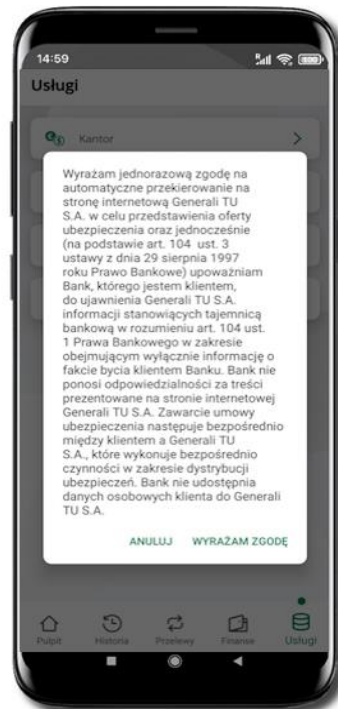 14:59
Usługi
Kantor
Wyrażam jednorazową zgodę na
automatyczne przekierowanie na
stronę internetową Generali TU
S.A. w celu przedstawienia oferty
ubezpieczenia oraz jednocześnie
(na podstawie art. 104 ust. 3
ustawy z dnia 29 sierpnia 1997
roku Prawo Bankowe) upoważniam
Bank, którego jestem klientem,
do ujawnienia Generali TU S.A.
informacji stanowiących tajemnicą
bankową w rozumieniu art. 104 ust.
1 Prawa Bankowego w zakresie
obejmującym wyłącznie informację o
fakcie bycia klientem Banku. Bank nie
ponosi odpowiedzialności za treści
prezentowane na stronie internetowej
Generali TU S.A. Zawarcie umowy
ubezpieczenia następuje bezpośrednio
między klientem a Generali TU
S.A., które wykonuje bezpośrednio
czynności w zakresie dystrybucji
ubezpieczeń. Bank nie udostępnia
danych osobowych klienta do Generali
TU S.A.
ANULUJ WYRAŻAM ZGODĘ
Pulpit Historia Przelewy Finanse Usługi